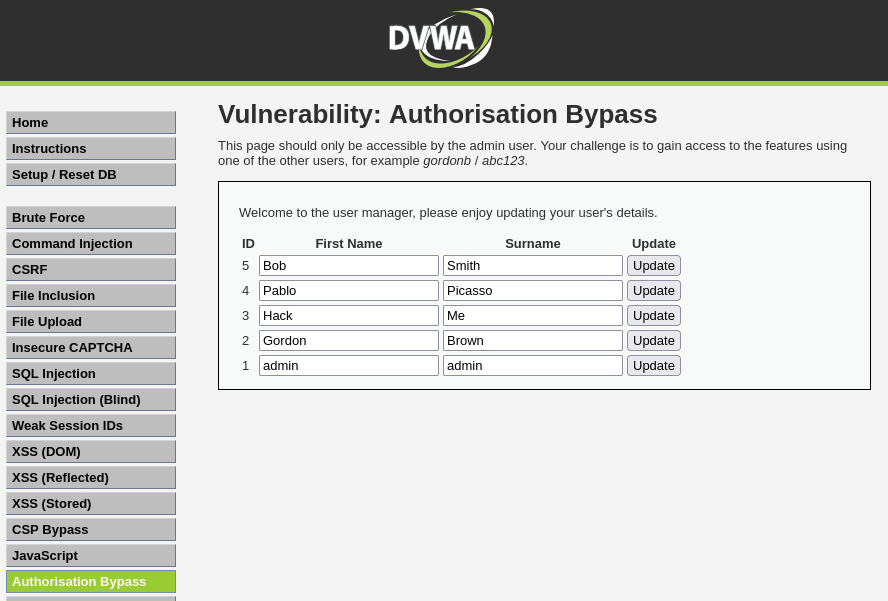 DVWA
Home
Instructions
Setup / Reset DB
Brute Force
Command Injection
CSRF
File Inclusion
File Upload
Insecure CAPTCHA
SQL Injection
SQL Injection (Blind)
Weak Session IDs
XSS (DOM)
XSS (Reflected)
XSS (Stored)
CSP Bypass
JavaScript
Authorisation Bypass
Vulnerability: Authorisation Bypass
This page should only be accessible by the admin user. Your challenge is to gain access to the features using
one of the other users, for example gordonb / abc123.
Welcome to the user manager, please enjoy updating your user's details.
ID First Name Surname Update
5 Bob Smith Update
4 Pablo Picasso Update
3 Hack Me Update
2 Gordon Brown Update
1 admin admin Update